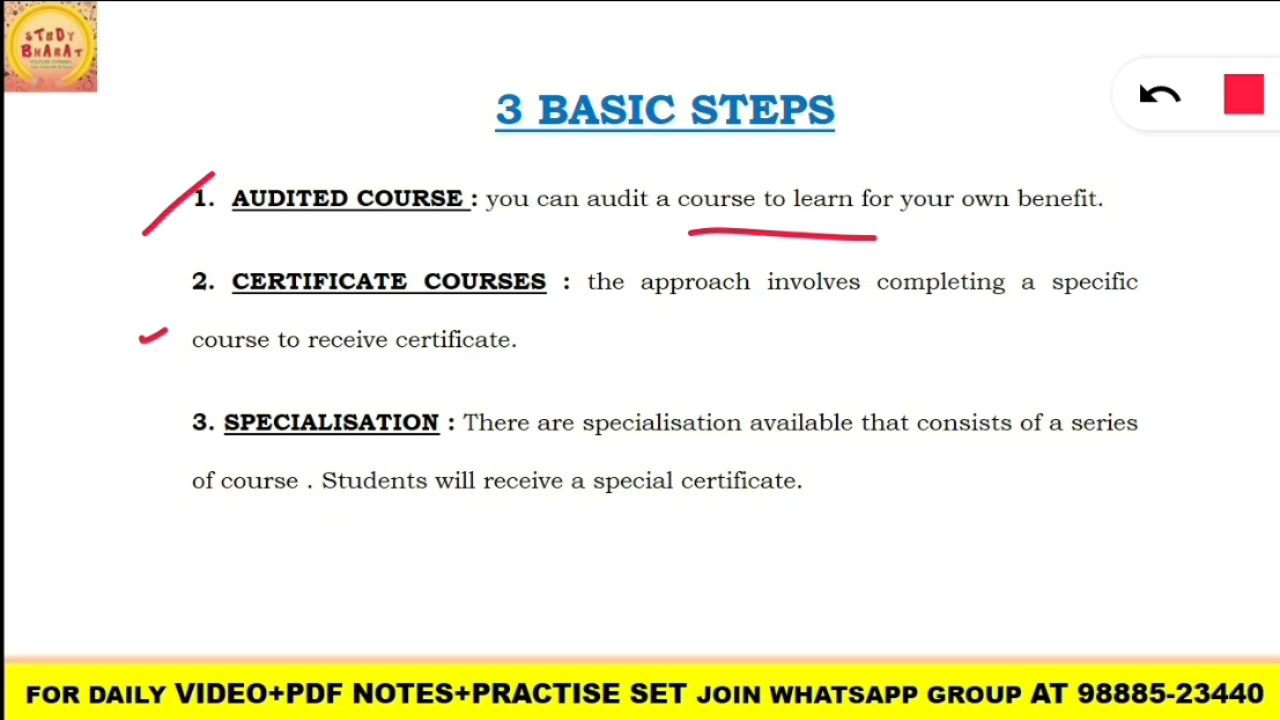 STUDY
BHARAT
3 BASIC STEPS
1. AUDITED COURSE : you can audit a course to learn for your own benefit.
2. CERTIFICATE COURSES : the approach involves completing a specific
course to receive certificate.
3. SPECIALISATION : There are specialisation available that consists of a series
of course . Students will receive a special certificate.
FOR DAILY VIDEO+PDF NOTES+PRACTISE SET JOIN WHATSAPP GROUP AT 98885-23440